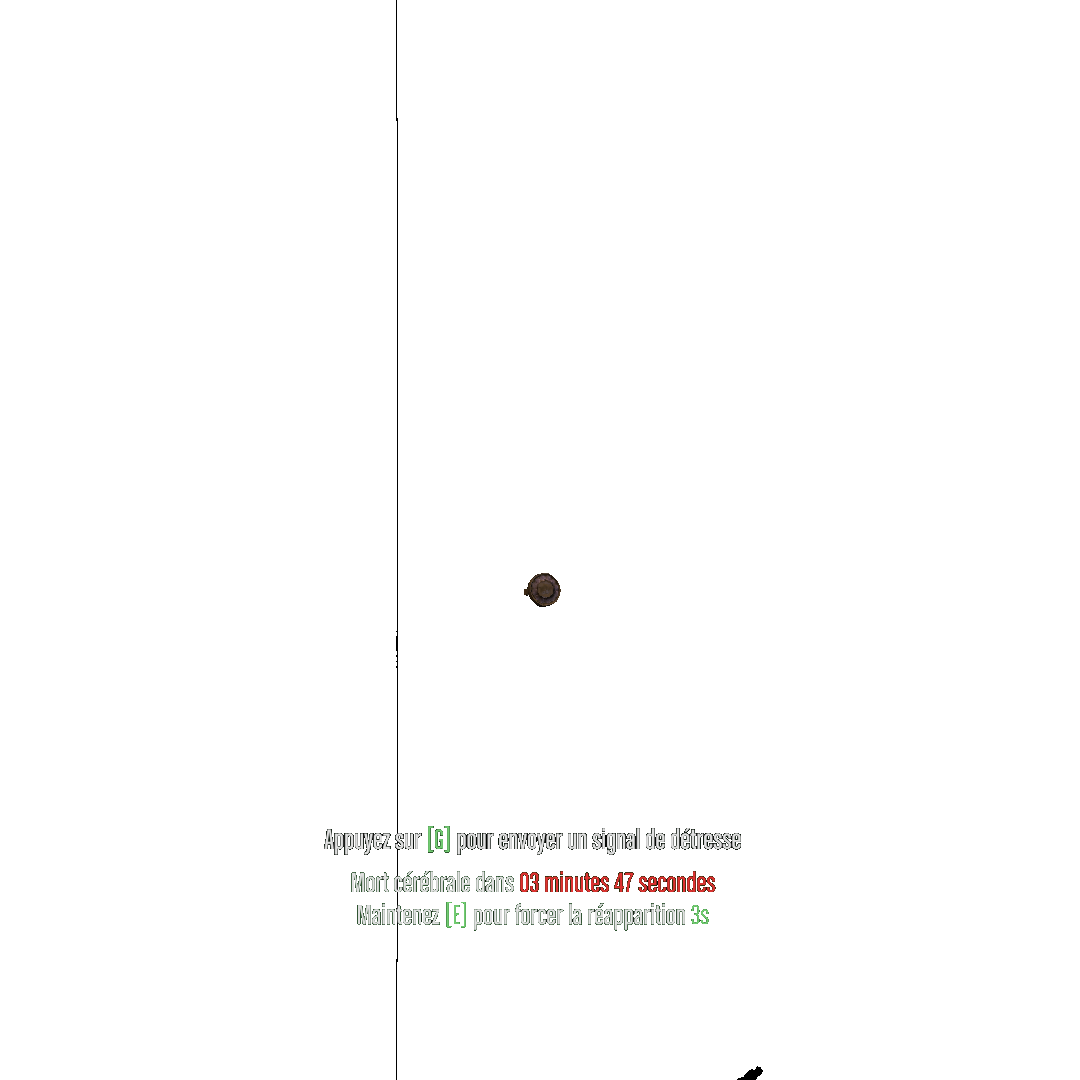 Appuyez sur [G] pour envoyer un signal de détresse
Mort cérébrale dans 03 minutes 47 secondes
Maintenez [E] pour forcer la réapparition 3s